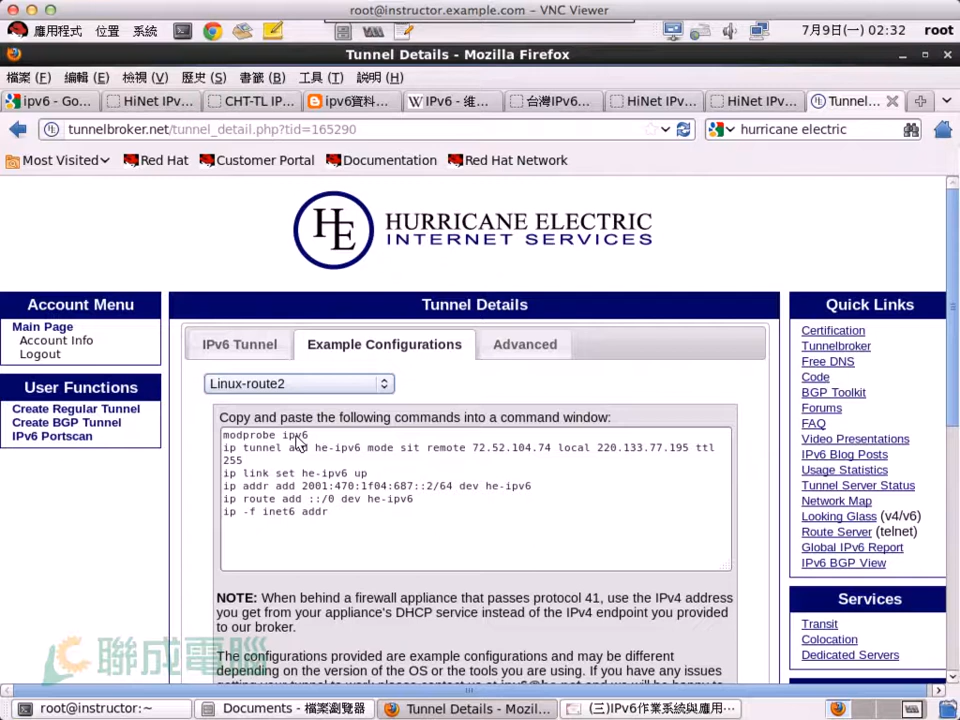 root@instructor.example.com – VNC Viewer
應用程式 位置 系統 7月9日(一) 02:32 root
Tunnel Details - Mozilla Firefox
檔案 (F) 編輯 (E) 檢視 (V) 歷史 (S) 書籤 (B) 工具 (T) 說明 (H)
ipv6 - Go... HiNet IPv... CHT-TL IP... ipv6資料... IPv6 - 維... 台灣IPv6... HiNet IPv... HiNet IPv... Tunnel...
tunnelbroker.net/tunnel_detail.php?tid=165290 hurricane electric
Most Visited Red Hat Customer Portal Documentation Red Hat Network
HE HURRICANE ELECTRIC
INTERNET SERVICES
Account Menu
Main Page
Account Info
Logout
User Functions
Create Regular Tunnel
Create BGP Tunnel
IPv6 Portscan
Tunnel Details
IPv6 Tunnel Example Configurations Advanced
Linux-route2
Copy and paste the following commands into a command window:
modprobe ipv6
ip tunnel add he-ipv6 mode sit remote 72.52.104.74 local 220.133.77.195 ttl
255
ip link set he-ipv6 up
ip addr add 2001:470:1f04:687::2/64 dev he-ipv6
ip route add ::/0 dev he-ipv6
ip -f inet6 addr
NOTE: When behind a firewall appliance that passes protocol 41, use the IPv4 address
you get from your appliance's DHCP service instead of the IPv4 endpoint you provided
to our broker.
The configurations provided are example configurations and may be different
depending on the version of the OS or the tools you are using. If you have any issues
Quick Links
Certification
Tunnelbroker
Free DNS
Code
BGP Toolkit
Forums
FAQ
Video Presentations
IPv6 Blog Posts
Usage Statistics
Tunnel Server Status
Network Map
Looking Glass (v4/v6)
Route Server (telnet)
Global IPv6 Report
IPv6 BGP View
Services
Transit
Colocation
Dedicated Servers
聯成電腦
root@instructor:~ Documents - 檔案瀏覽器 Tunnel Details - Mozil... (三)IPv6作業系統與應用...